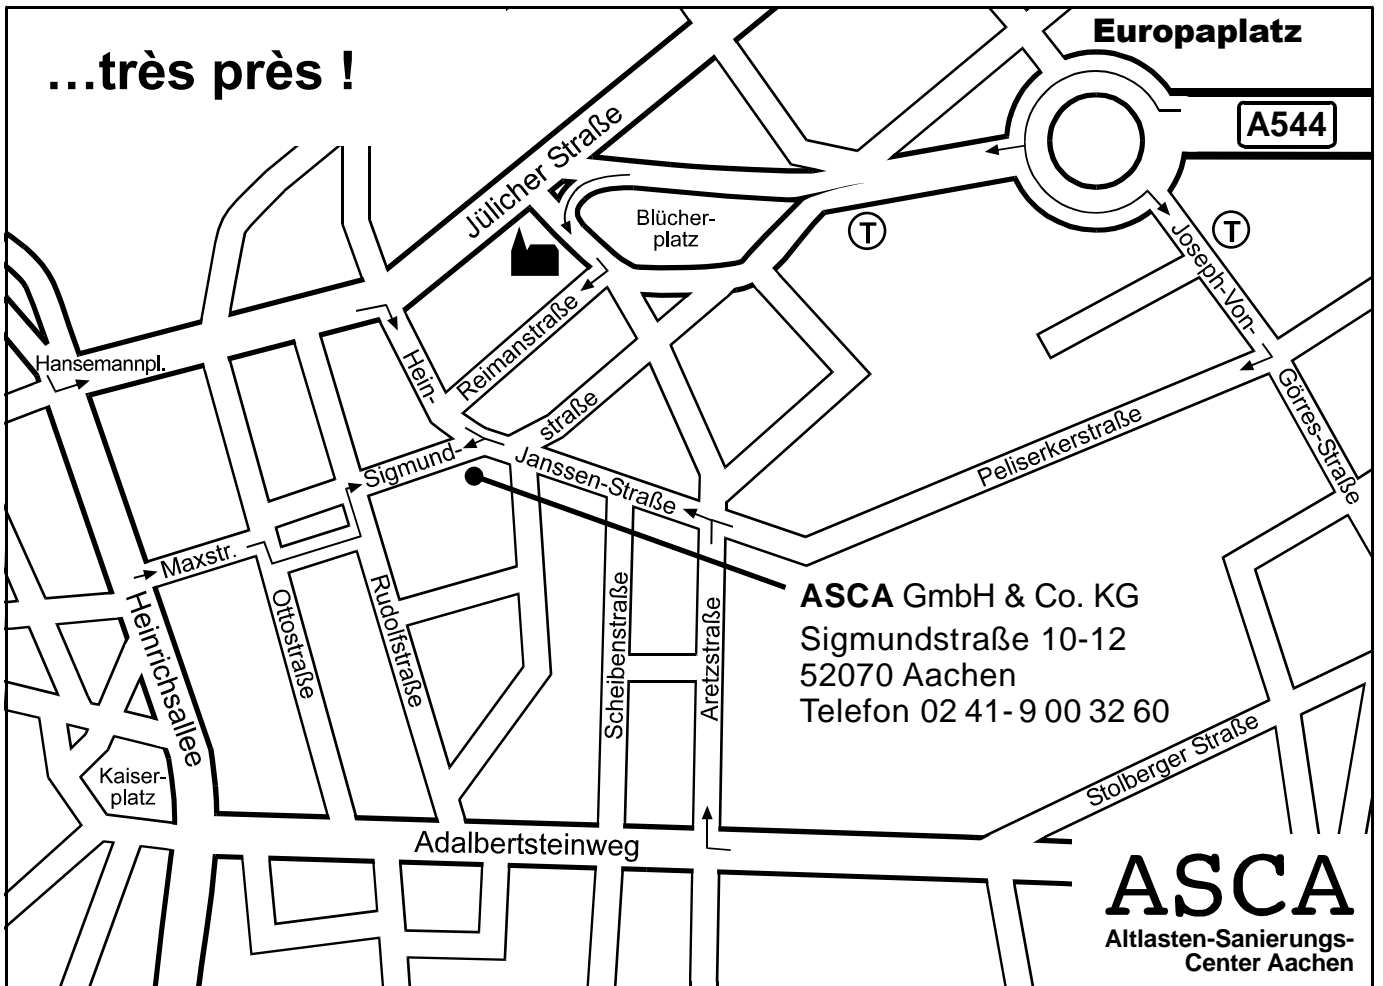 ...très près !
Europaplatz
A544
Jülicher Straße
Blücher-
platz
T
T
Joseph-Von-
Görres-Straße
Hansemannpl.
Hein-
Reimanstraße
straße
Sigmund-
Janssen-Straße
Peliserkerstraße
Maxstr.
Heinrichsallee
Ottostraße
Rudolfstraße
Scheibenstraße
Aretzstraße
ASCA GmbH & Co. KG
Sigmundstraße 10-12
52070 Aachen
Telefon 02 41- 9 00 32 60
Stolberger Straße
Kaiser-
platz
Adalbertsteinweg
ASCA
Altlasten-Sanierungs-
Center Aachen